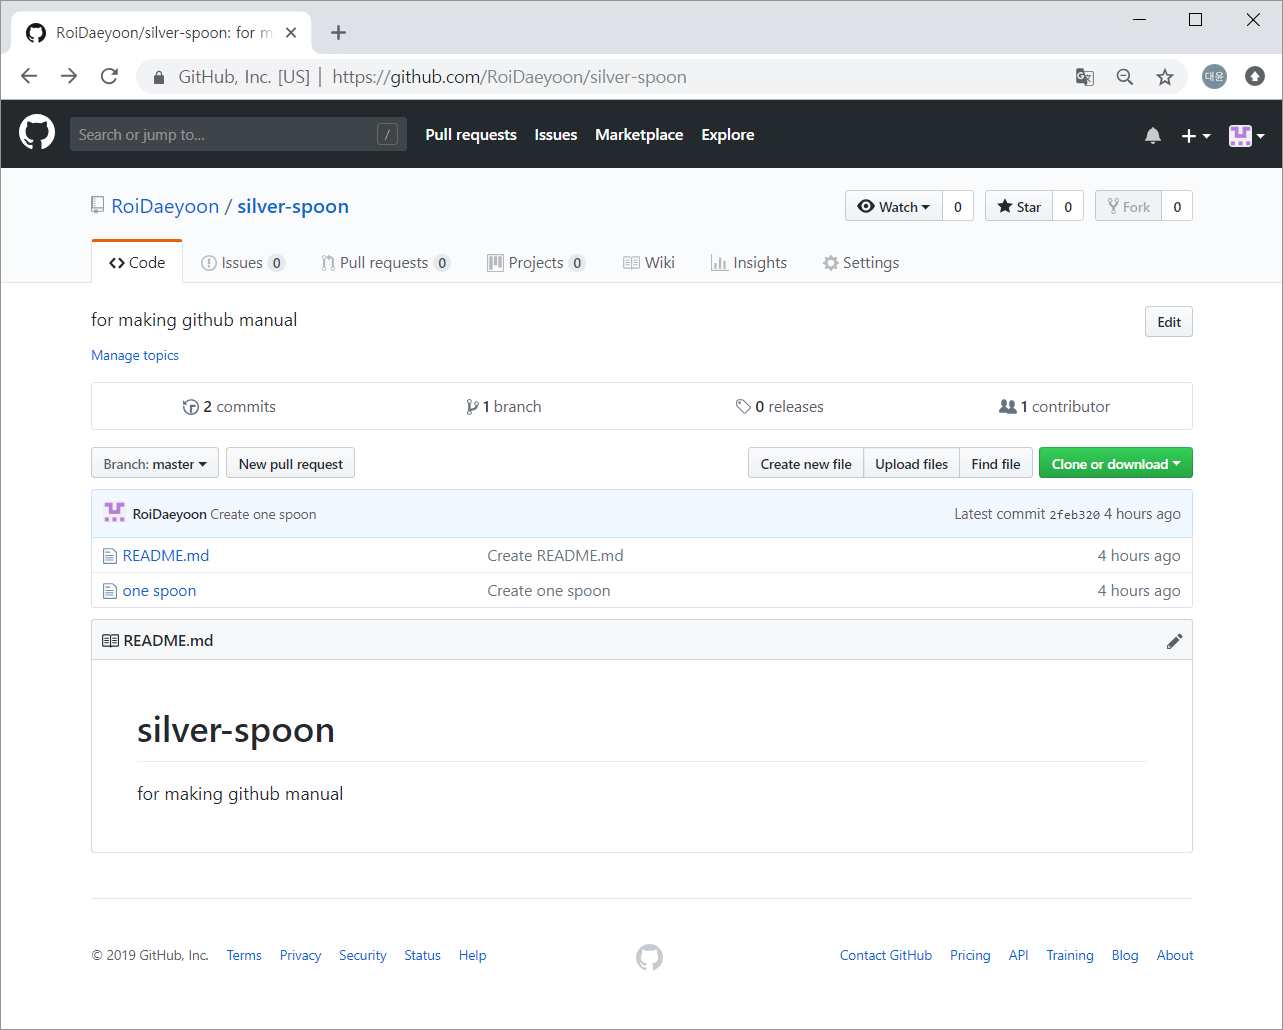 RoiDaeyoon/silver-spoon: for m
GitHub, Inc. [US] | https://github.com/RoiDaeyoon/silver-spoon 대윤
Search or jump to... / Pull requests Issues Marketplace Explore
RoiDaeyoon / silver-spoon Watch 0 Star 0 Fork 0
Code Issues 0 Pull requests 0 Projects 0 Wiki Insights Settings
for making github manual Edit
Manage topics
2 commits 1 branch 0 releases 1 contributor
Branch: master New pull request Create new file Upload files Find file Clone or download
RoiDaeyoon Create one spoon Latest commit 2feb320 4 hours ago
README.md Create README.md 4 hours ago
one spoon Create one spoon 4 hours ago
README.md
silver-spoon
for making github manual
© 2019 GitHub, Inc. Terms Privacy Security Status Help Contact GitHub Pricing API Training Blog About